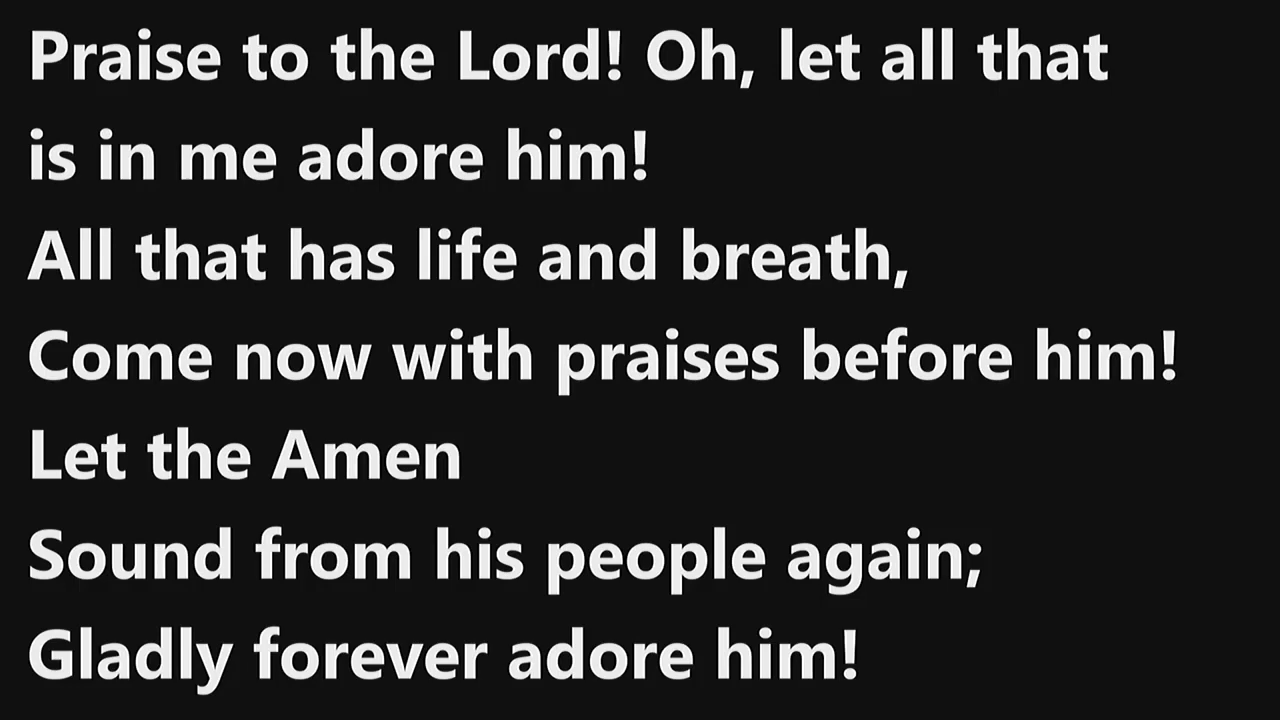 Praise to the Lord! Oh, let all that
is in me adore him!
All that has life and breath,
Come now with praises before him!
Let the Amen
Sound from his people again;
Gladly forever adore him!